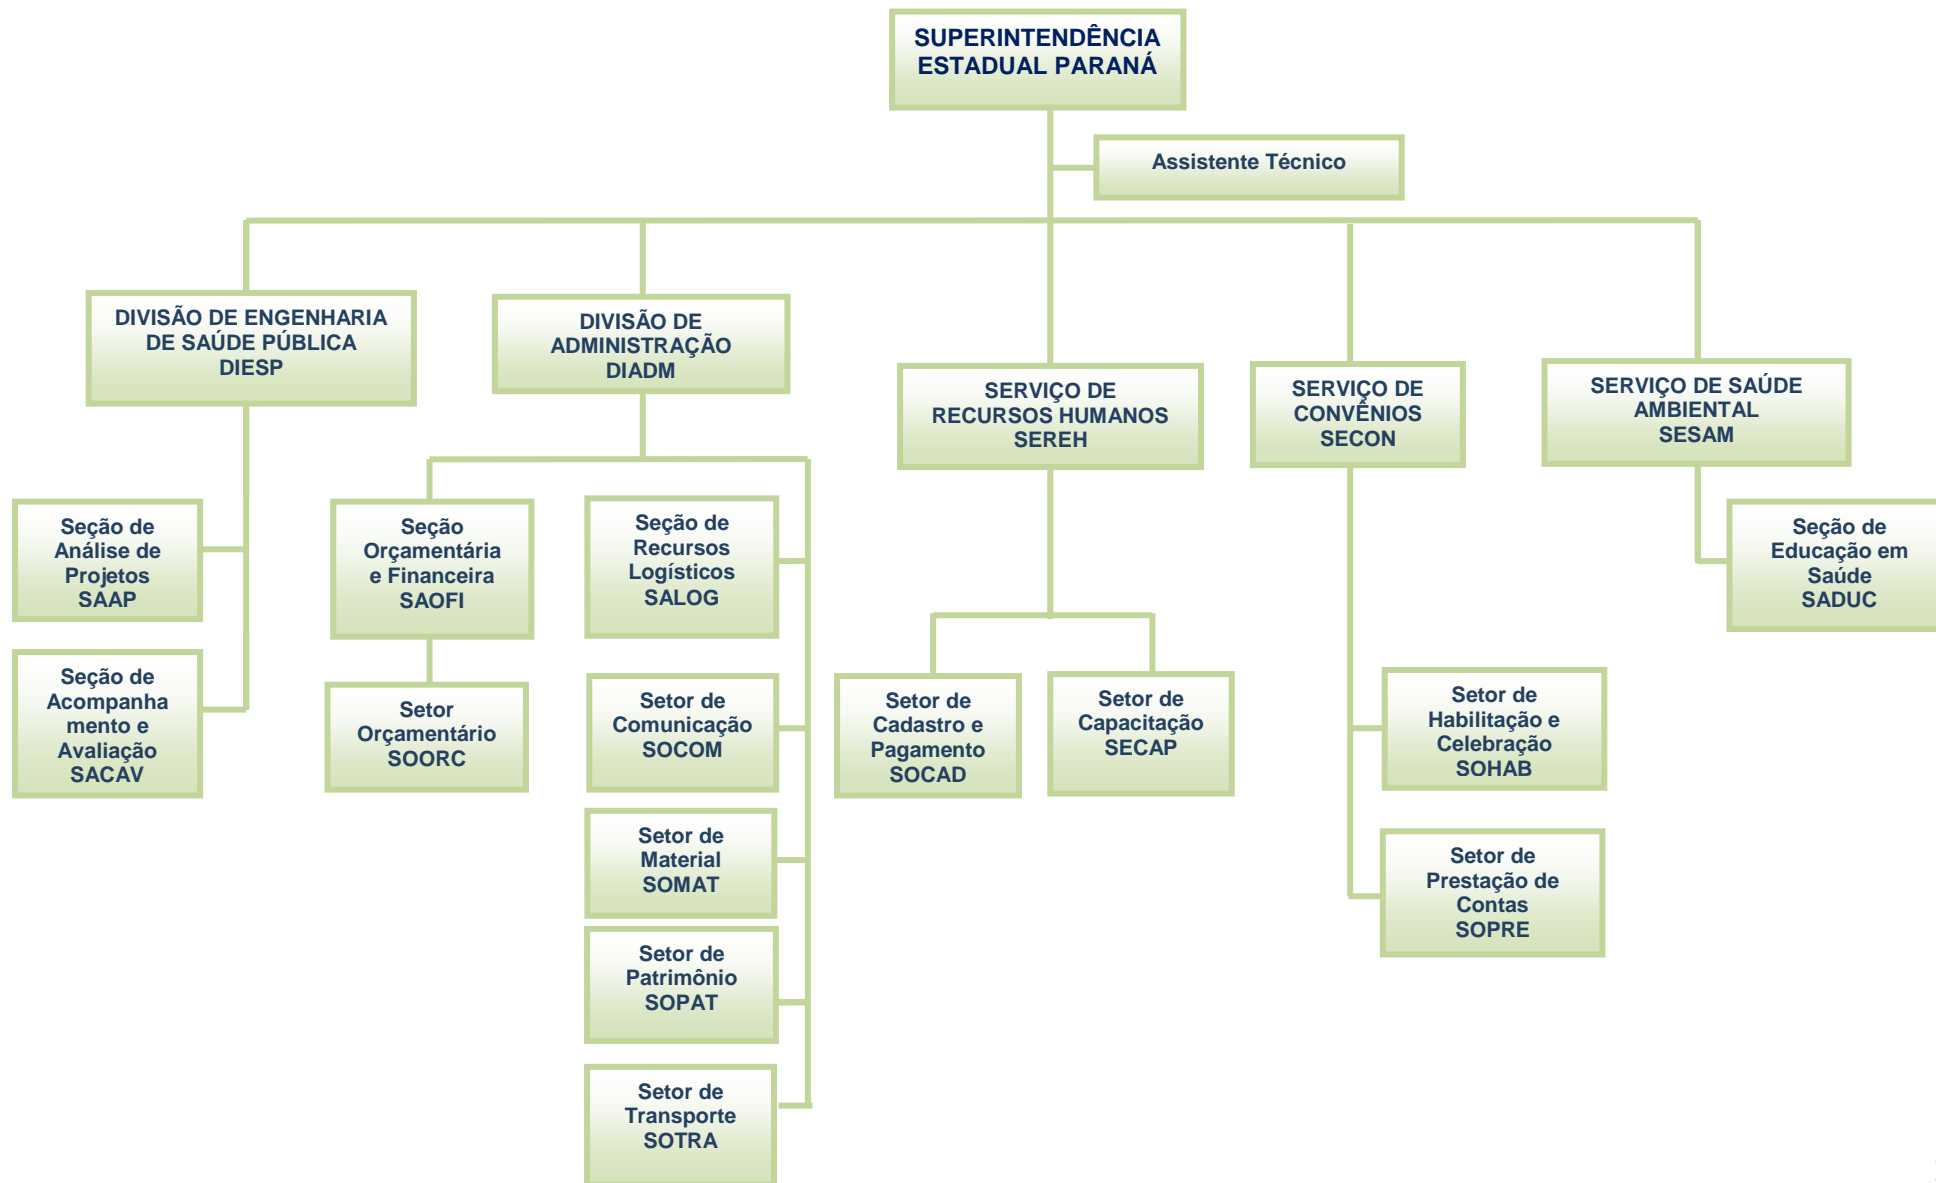 SUPERINTENDÊNCIA
ESTADUAL PARANÁ
Assistente Técnico
DIVISÃO DE ENGENHARIA
DE SAÚDE PÚBLICA
DIESP
DIVISÃO DE
ADMINISTRAÇÃO
DIADM
SERVIÇO DE
RECURSOS HUMANOS
SEREH
SERVIÇO DE
CONVÊNIOS
SECON
SERVIÇO DE SAÚDE
AMBIENTAL
SESAM
Seção de
Análise de
Projetos
SAAP
Seção de
Acompanha
mento e
Avaliação
SACAV
Seção
Orçamentária
e Financeira
SAOFI
Setor
Orçamentário
SOORC
Seção de
Recursos
Logísticos
SALOG
Setor de
Comunicação
SOCOM
Setor de
Material
SOMAT
Setor de
Patrimônio
SOPAT
Setor de
Transporte
SOTRA
Setor de
Cadastro e
Pagamento
SOCAD
Setor de
Capacitação
SECAP
Setor de
Habilitação e
Celebração
SOHAB
Setor de
Prestação de
Contas
SOPRE
Seção de
Educação em
Saúde
SADUC